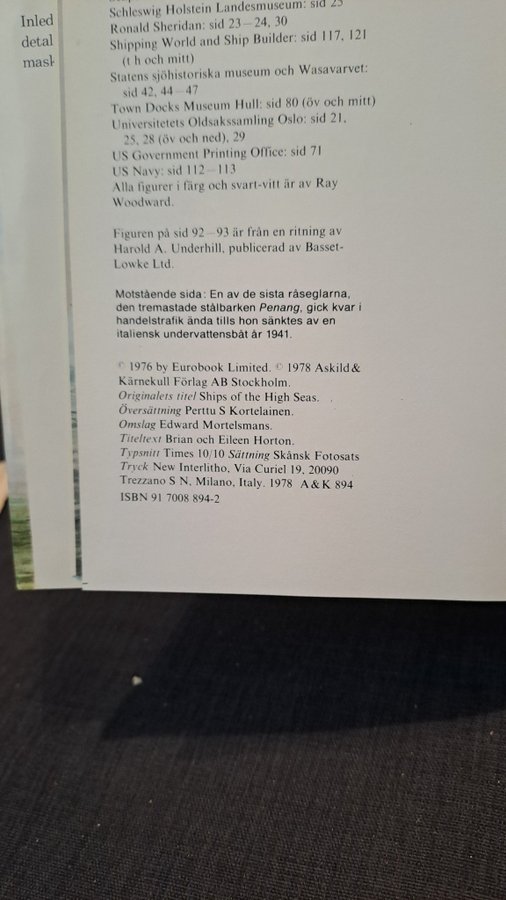 Inled
detal
mask
Schleswig Holstein Landesmuseum: sid 25
Ronald Sheridan: sid 23–24, 30
Shipping World and Ship Builder: sid 117, 121
(t h och mitt)
Statens sjöhistoriska museum och Wasavarvet:
sid 42, 44–47
Town Docks Museum Hull: sid 80 (öv och mitt)
Universitetets Oldsakssamling Oslo: sid 21,
25, 28 (öv och ned), 29
US Government Printing Office: sid 71
US Navy: sid 112–113
Alla figurer i färg och svart-vitt är av Ray
Woodward.
Figuren på sid 92–93 är från en ritning av
Harold A. Underhill, publicerad av Basset-
Lowke Ltd.
Motstående sida: En av de sista råseglarna,
den tremastade stålbarken Penang, gick kvar i
handelstrafik ända tills hon sänktes av en
italiensk undervattensbåt år 1941.
© 1976 by Eurobook Limited. © 1978 Askild &
Kärnekull Förlag AB Stockholm.
Originalets titel Ships of the High Seas.
Översättning Perttu S Kortelainen.
Omslag Edward Mortelsmans.
Titeltext Brian och Eileen Horton.
Typsnitt Times 10/10 Sättning Skånsk Fotosats
Tryck New Interlitho, Via Curiel 19, 20090
Trezzano S N, Milano, Italy. 1978 A & K 894
ISBN 91 7008 894-2